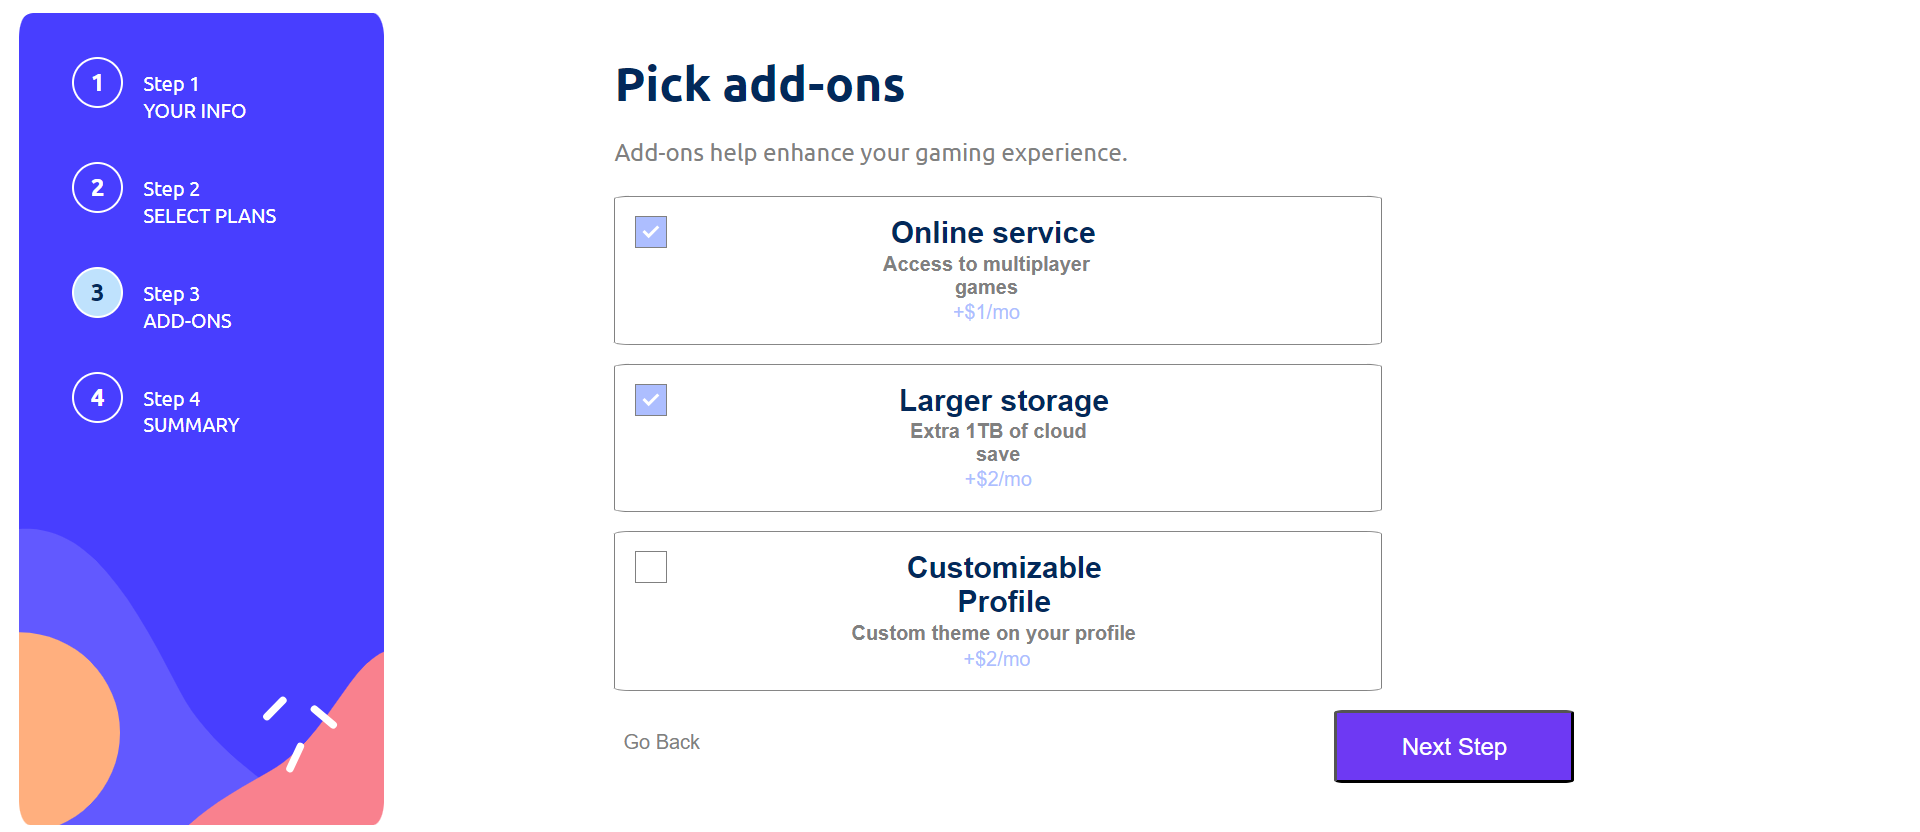 1
Step 1
YOUR INFO
2
Step 2
SELECT PLANS
3
Step 3
ADD-ONS
4
Step 4
SUMMARY
Pick add-ons
Add-ons help enhance your gaming experience.
Online service
Access to multiplayer
games
+$1/mo
Larger storage
Extra 1TB of cloud
save
+$2/mo
Customizable
Profile
Custom theme on your profile
+$2/mo
Go Back
Next Step